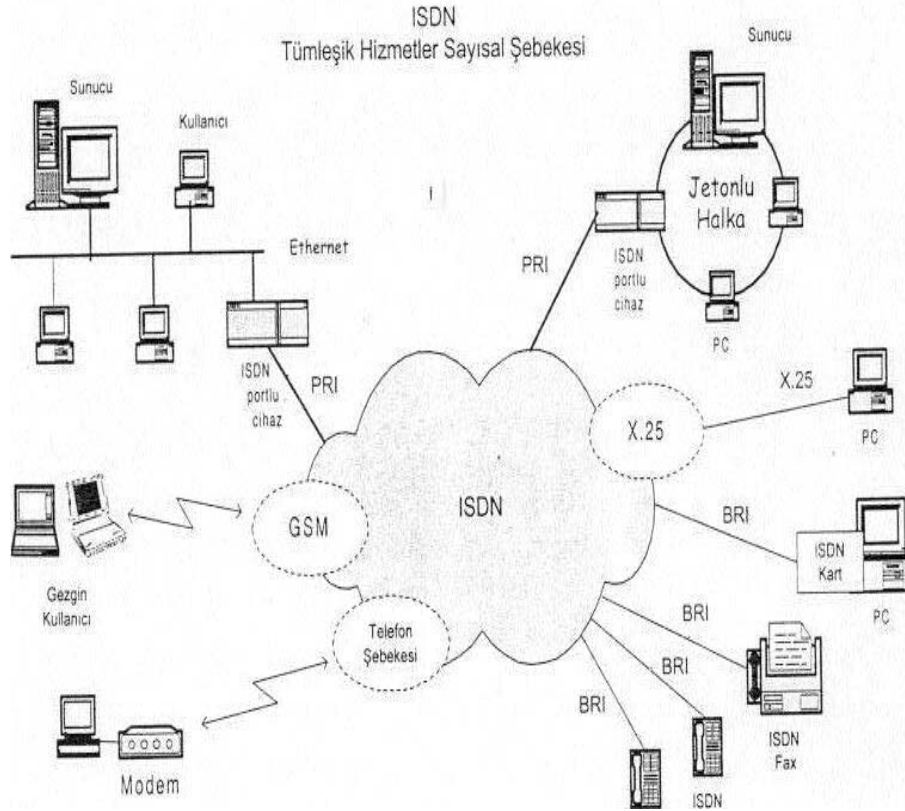 ISDN
Tümleşik Hizmetler Sayısal Şebekesi
Sunucu
Kullanıcı
Ethernet
ISDN
portlu
cihaz
PRI
Sunucu
Jetonlu
Halka
ISDN
portlu
cihaz
PRI
PC
X.25
X.25
PC
ISDN
GSM
Gezgin
Kullanıcı
BRI
ISDN
Kart
PC
Telefon
Şebekesi
BRI
BRI
BRI
ISDN
Fax
Modem
ISDN